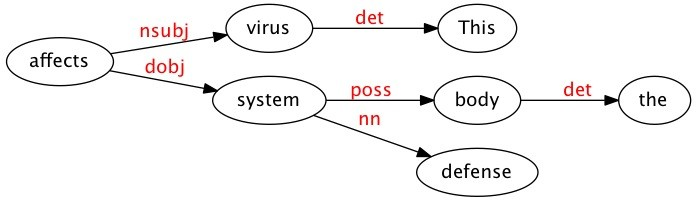 nsubj
virus
det
This
affects
dobj
system
poss
body
det
the
nn
defense